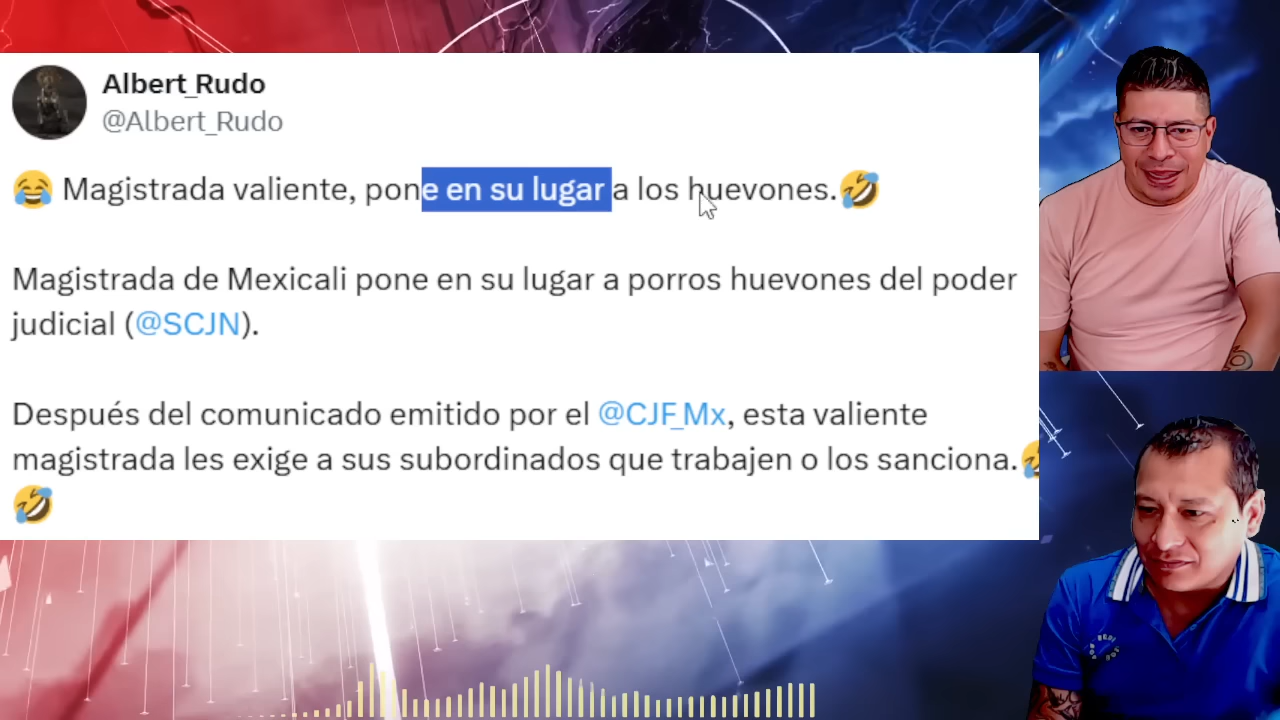 Albert_Rudo
@Albert_Rudo
😂 Magistrada valiente, pone en su lugar a los huevones.🤣
Magistrada de Mexicali pone en su lugar a porros huevones del poder
judicial (@SCJN).
Después del comunicado emitido por el @CJF_Mx, esta valiente
magistrada les exige a sus subordinados que trabajen o los sanciona.🤣
🤣